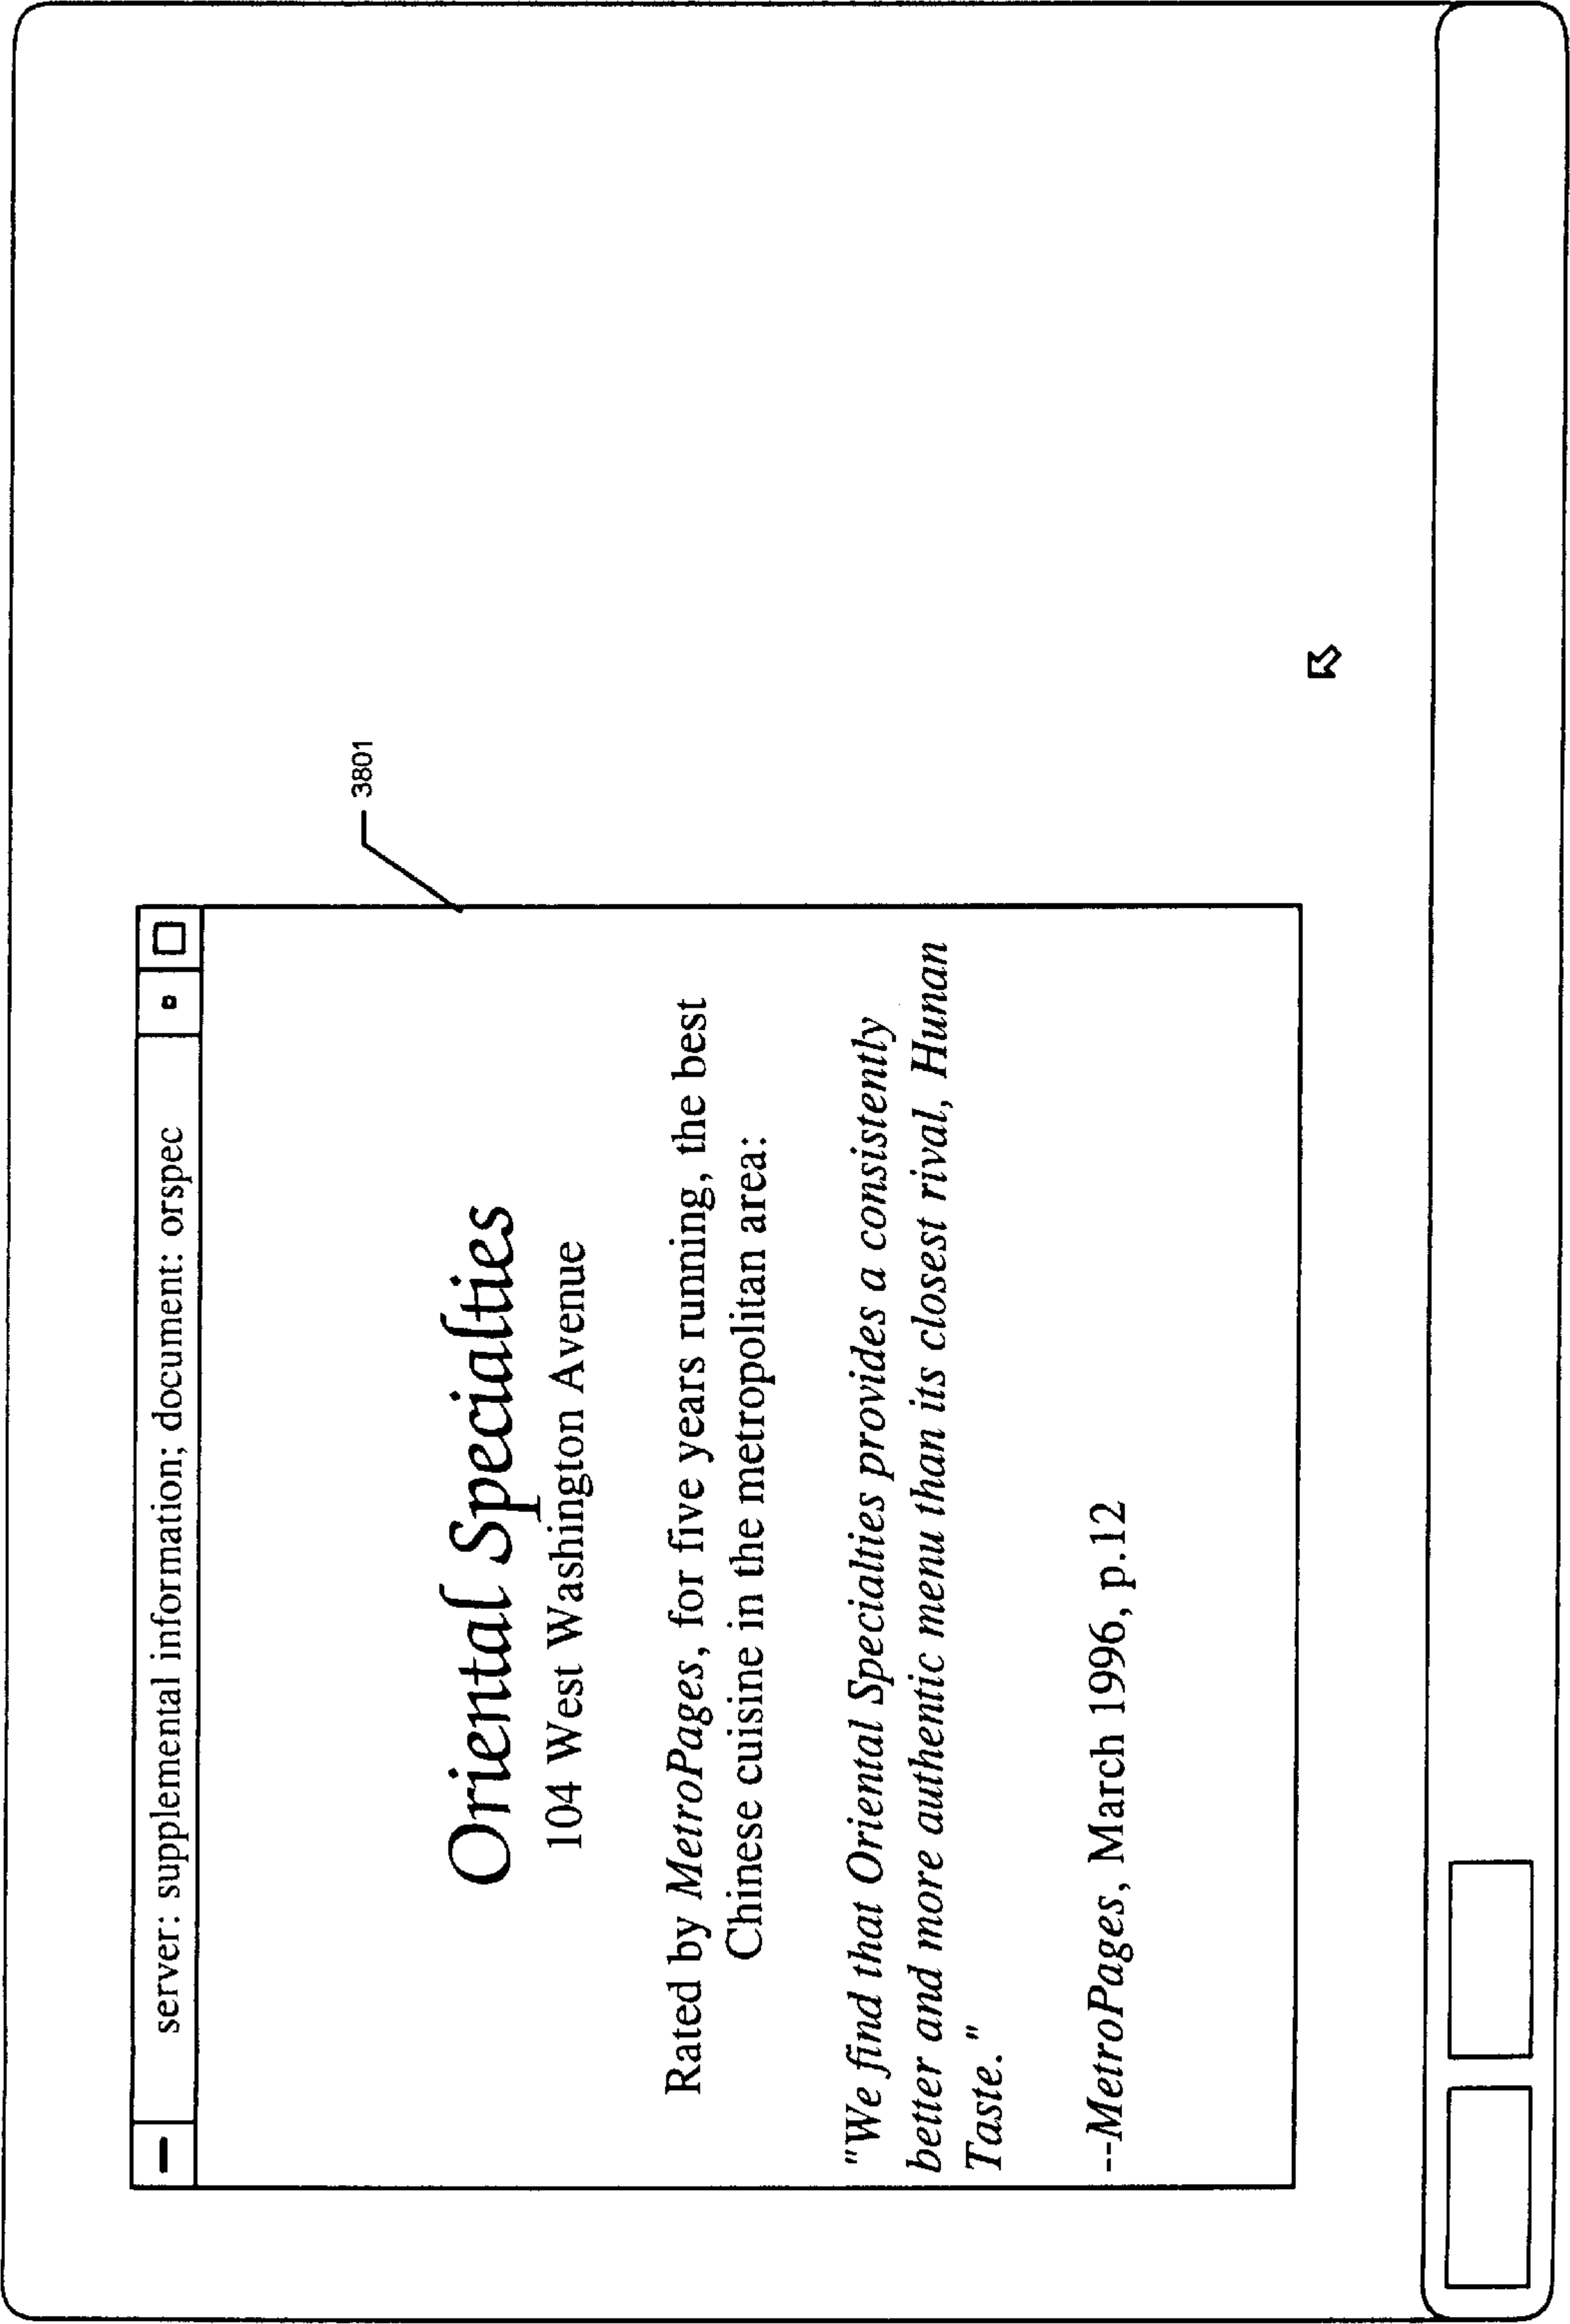 server: supplemental information; document: orspec
3801
Oriental Specialties
104 West Washington Avenue
Rated by MetroPages, for five years running, the best
Chinese cuisine in the metropolitan area:
"We find that Oriental Specialties provides a consistently
better and more authentic menu than its closest rival, Hunan
Taste."
--MetroPages, March 1996, p.12